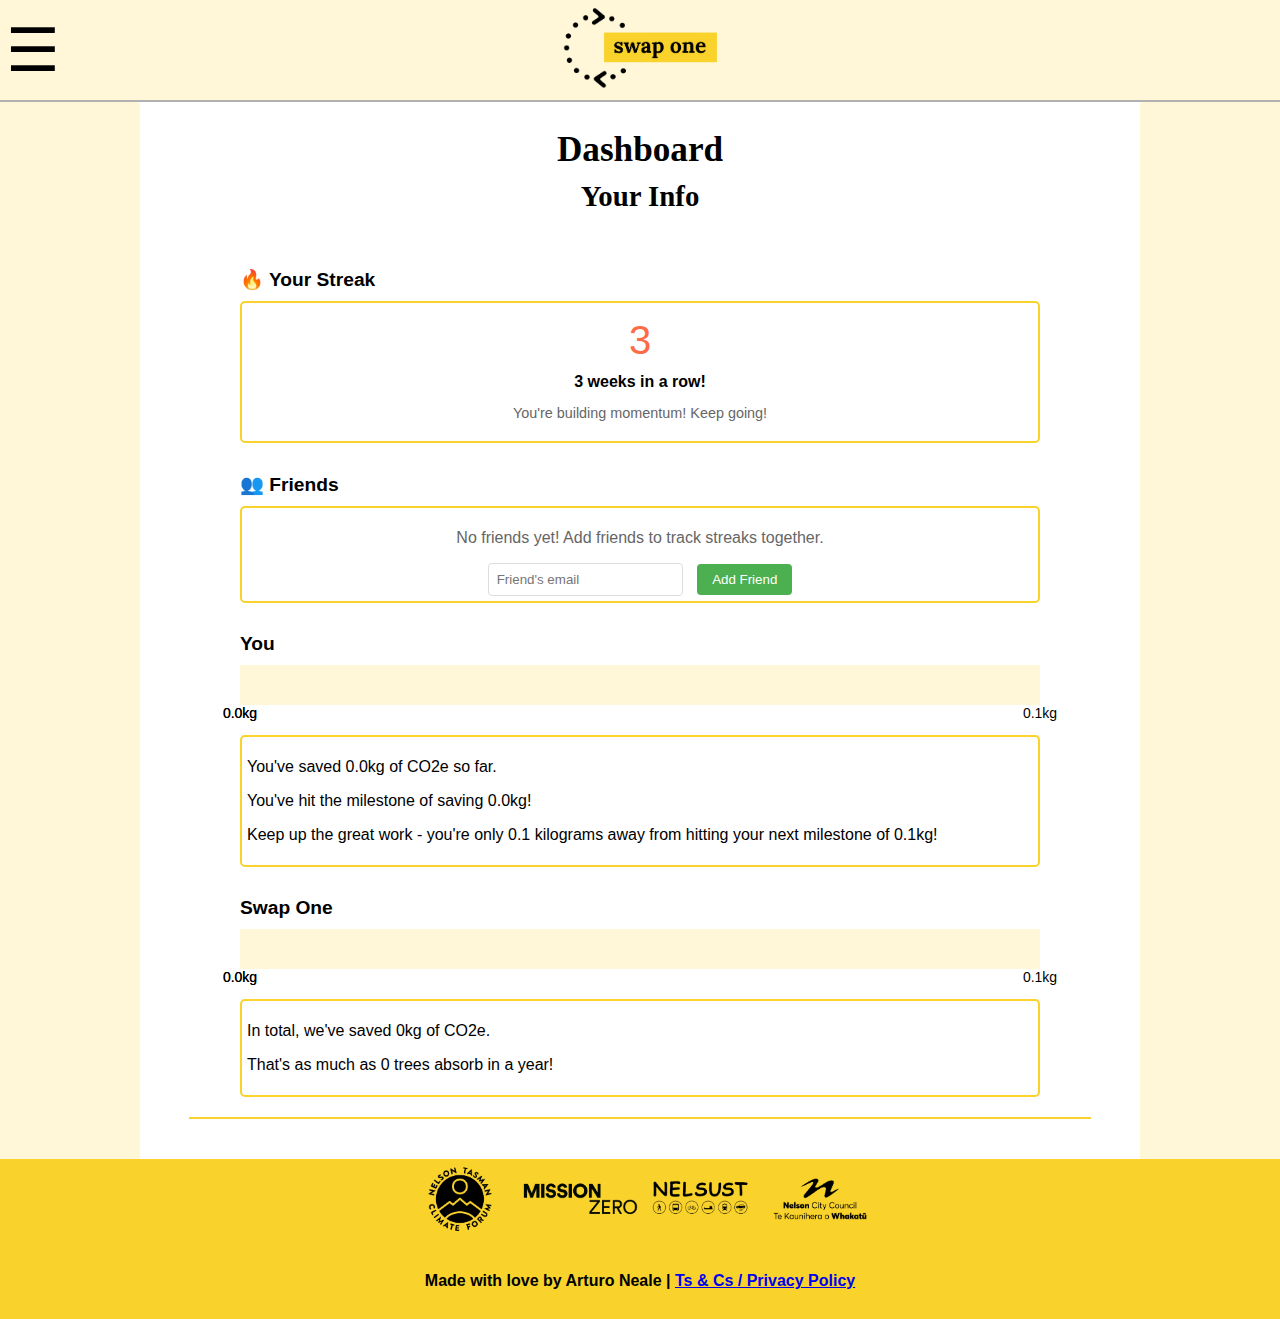 swap one
Dashboard
Your Info
🔥 Your Streak
3
3 weeks in a row!
You're building momentum! Keep going!
👥 Friends
No friends yet! Add friends to track streaks together.
Friend's email
Add Friend
You
0.0kg
0.1kg
You've saved 0.0kg of CO2e so far.
You've hit the milestone of saving 0.0kg!
Keep up the great work - you're only 0.1 kilograms away from hitting your next milestone of 0.1kg!
Swap One
0.0kg
0.1kg
In total, we've saved 0kg of CO2e.
That's as much as 0 trees absorb in a year!
NELSON TASMAN
CLIMATE FORUM
MISSION
ZERO
NELSUST
Nelson City Council
Te Kaunihera o Whakatū
Made with love by Arturo Neale | Ts & Cs / Privacy Policy